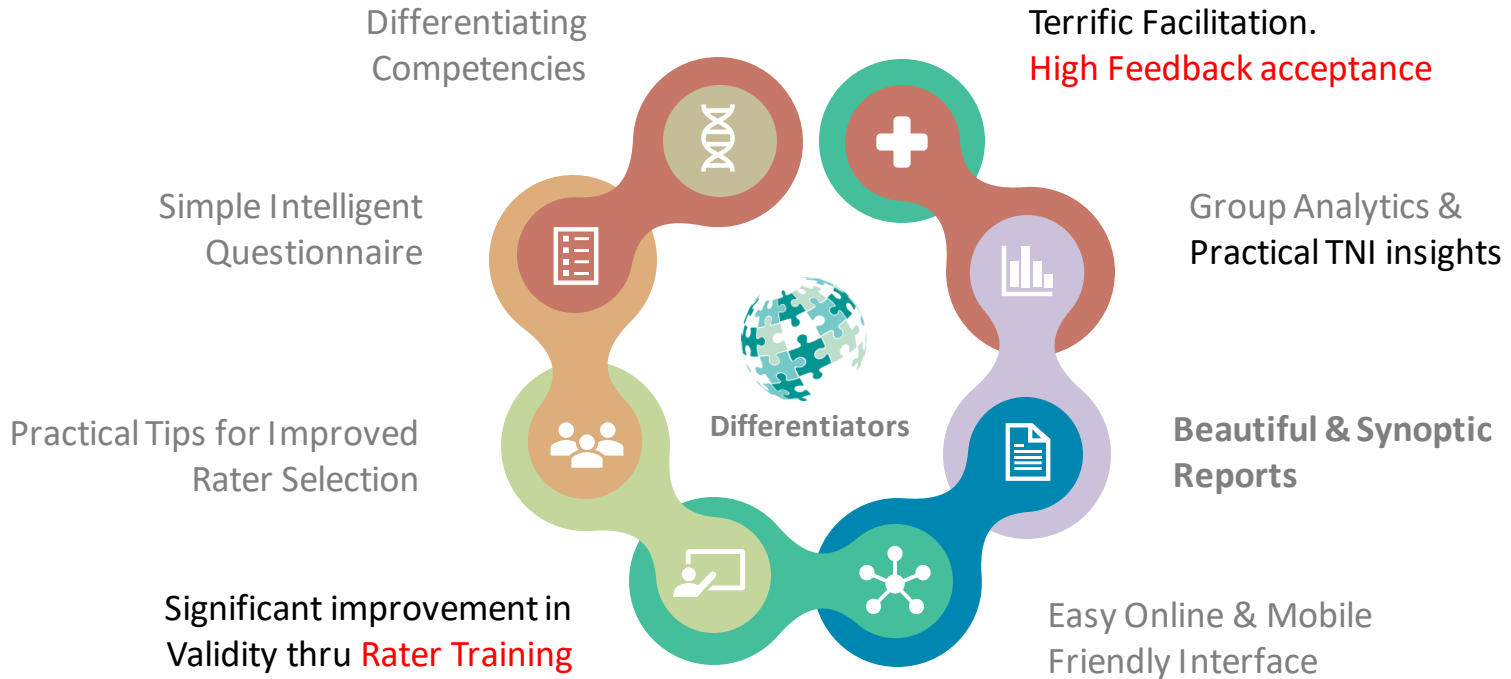 Differentiating
Competencies
Terrific Facilitation.
High Feedback acceptance
Simple Intelligent
Questionnaire
Group Analytics &
Practical TNI insights
Practical Tips for Improved
Rater Selection
Differentiators
Beautiful & Synoptic
Reports
Significant improvement in
Validity thru Rater Training
Easy Online & Mobile
Friendly Interface